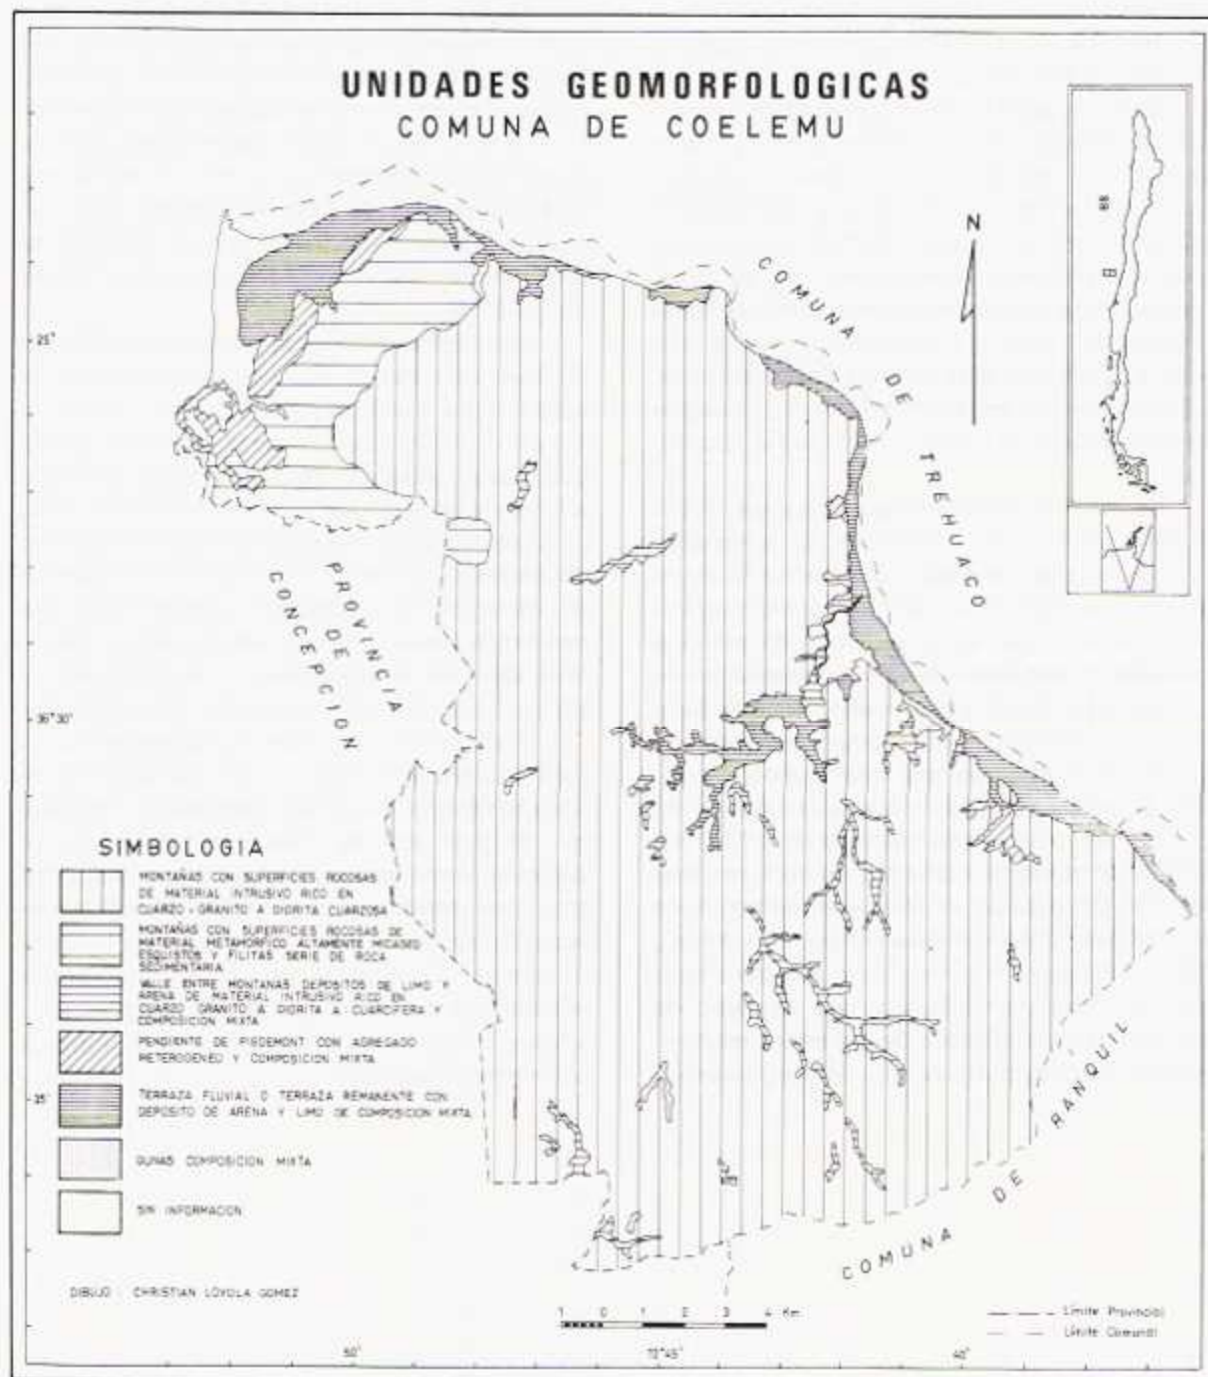 UNIDADES GEOMORFOLOGICAS
COMUNA DE COELEMU
N
COMUNA DE TREHUACO
25'
PROVINCIA
DE
CONCEPCION
36°30'
SIMBOLOGIA
MONTAÑAS CON SUPERFICIES ROCOSAS
DE MATERIAL INTRUSIVO RICO EN
CUARZO - GRANITO A DIORITA CUARZOSA
MONTAÑAS CON SUPERFICIES ROCOSAS DE
MATERIAL METAMORFICO ALTAMENTE MICASEO
ESQUISTOS Y FILITAS SERIE DE ROCA
SEDIMENTARIA
VALLE ENTRE MONTANAS DEPOSITOS DE LIMO Y
ARENA DE MATERIAL INTRUSIVO RICO EN
CUARZO GRANITO A DIORITA A CUARCIFERA Y
COMPOSICION MIXTA
PENDIENTE DE PIEDEMONT CON AGREGADO
HETEROGENEO Y COMPOSICION MIXTA
TERRAZA FLUVIAL O TERRAZA REMANENTE CON
DEPOSITO DE ARENA Y LIMO DE COMPOSICION MIXTA
DUNAS COMPOSICION MIXTA
SIN INFORMACION
COMUNA DE RANQUIL
DIBUJO : CHRISTIAN LOYOLA GOMEZ
1 0 1 2 3 4 Km
Límite Provincial
Límite Comunal
50' 72°45' 40'